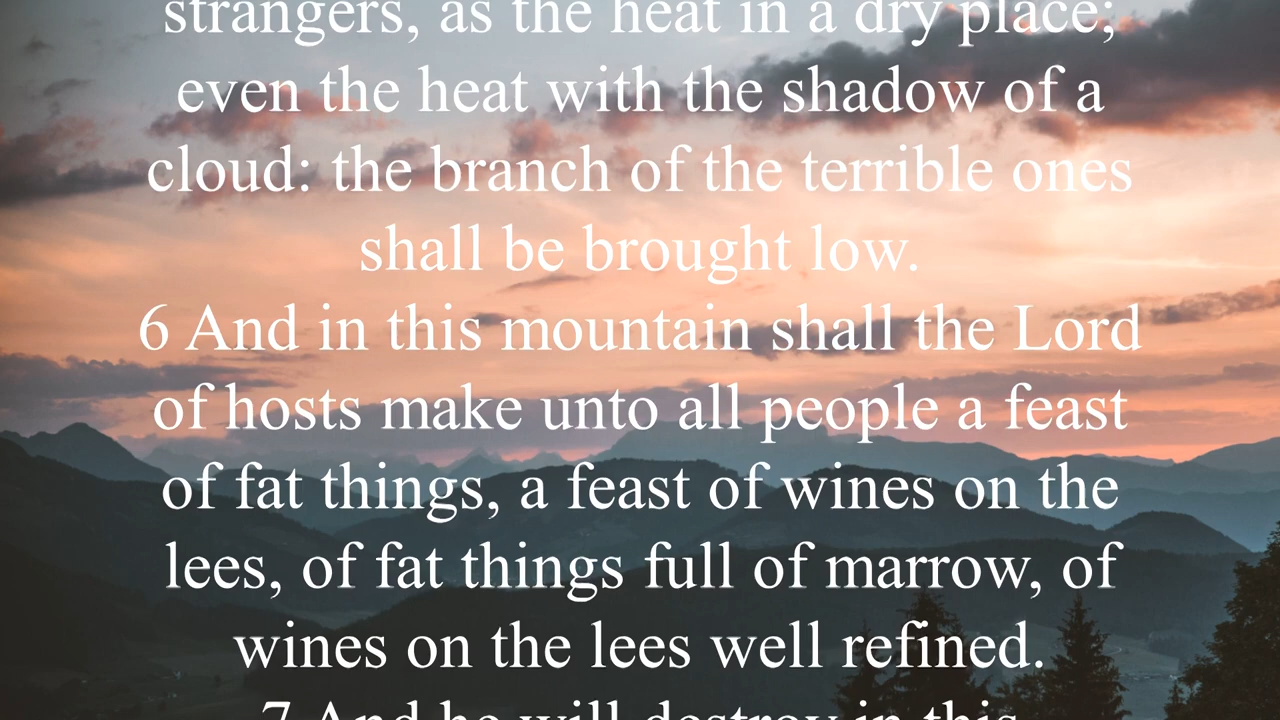 strangers, as the heat in a dry place;
even the heat with the shadow of a
cloud: the branch of the terrible ones
shall be brought low.
6 And in this mountain shall the Lord
of hosts make unto all people a feast
of fat things, a feast of wines on the
lees, of fat things full of marrow, of
wines on the lees well refined.
7 And he will destroy in this